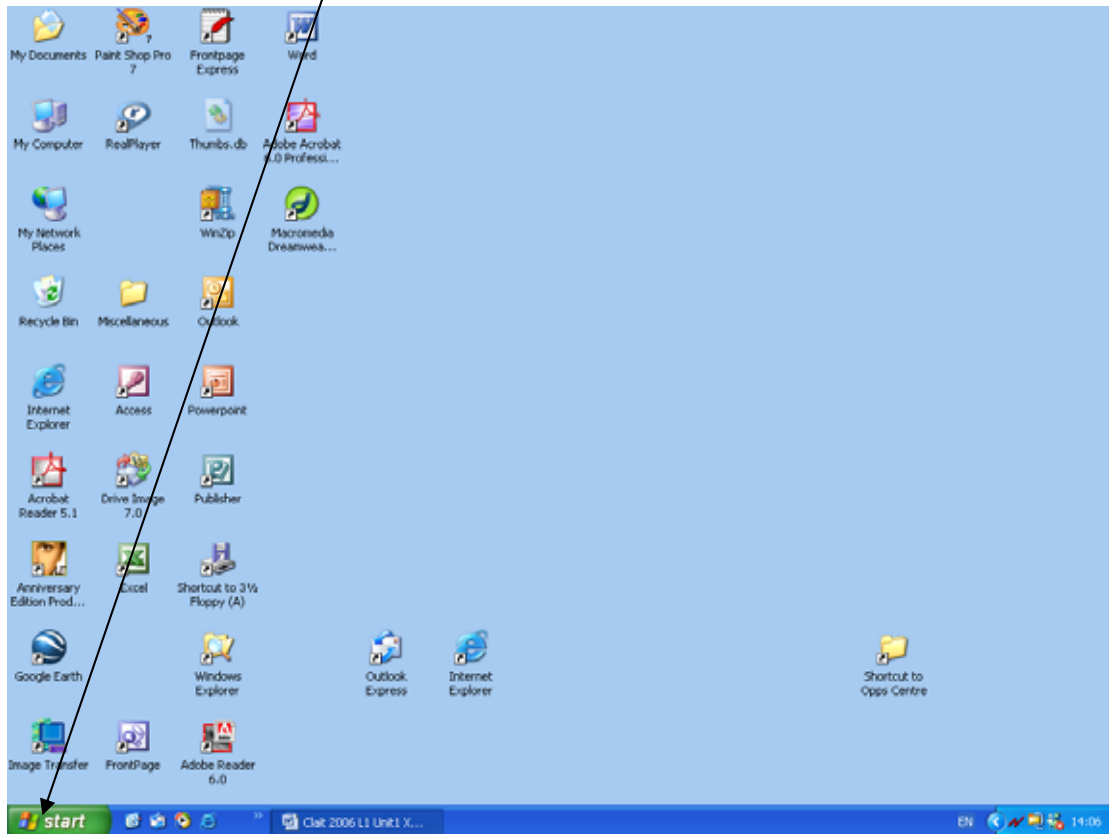 My Documents
Paint Shop Pro
7
Frontpage
Express
Word
My Computer
RealPlayer
Thumbs.db
Adobe Acrobat
6.0 Professi...
My Network
Places
WinZip
Macromedia
Dreamwea...
Recycle Bin
Miscellaneous
Outlook
Internet
Explorer
Access
Powerpoint
Acrobat
Reader 5.1
Drive Image
7.0
Publisher
Anniversary
Edition Prod...
Excel
Shortcut to 3½
Floppy (A)
Google Earth
Windows
Explorer
Outlook
Express
Internet
Explorer
Shortcut to
Opps Centre
Image Transfer
FrontPage
Adobe Reader
6.0
start
Clait 2006 L1 Unit1 X...
EN
14:06